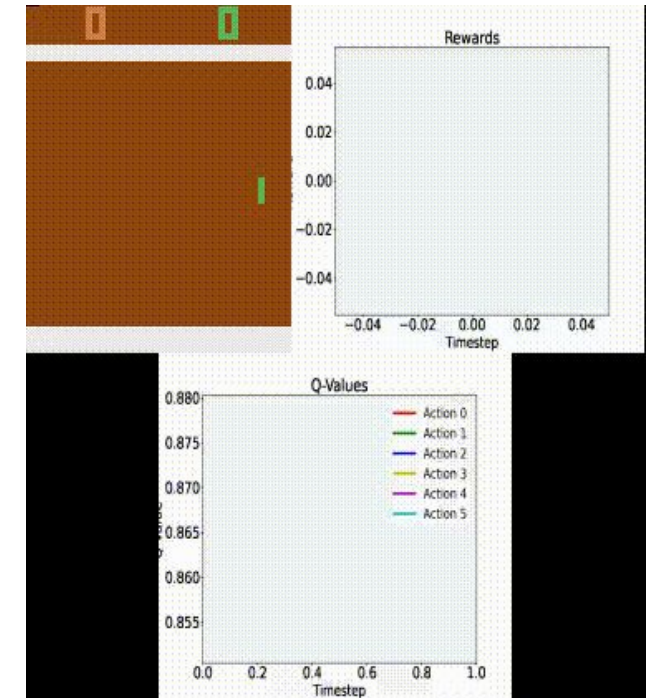 0 0
Rewards
0.04
0.02
0.00
−0.02
−0.04
−0.04 −0.02 0.00 0.02 0.04
Timestep
Q-Values
0.880
0.875
0.870
0.865
0.860
0.855
Action 0
Action 1
Action 2
Action 3
Action 4
Action 5
0.0 0.2 0.4 0.6 0.8 1.0
Timestep